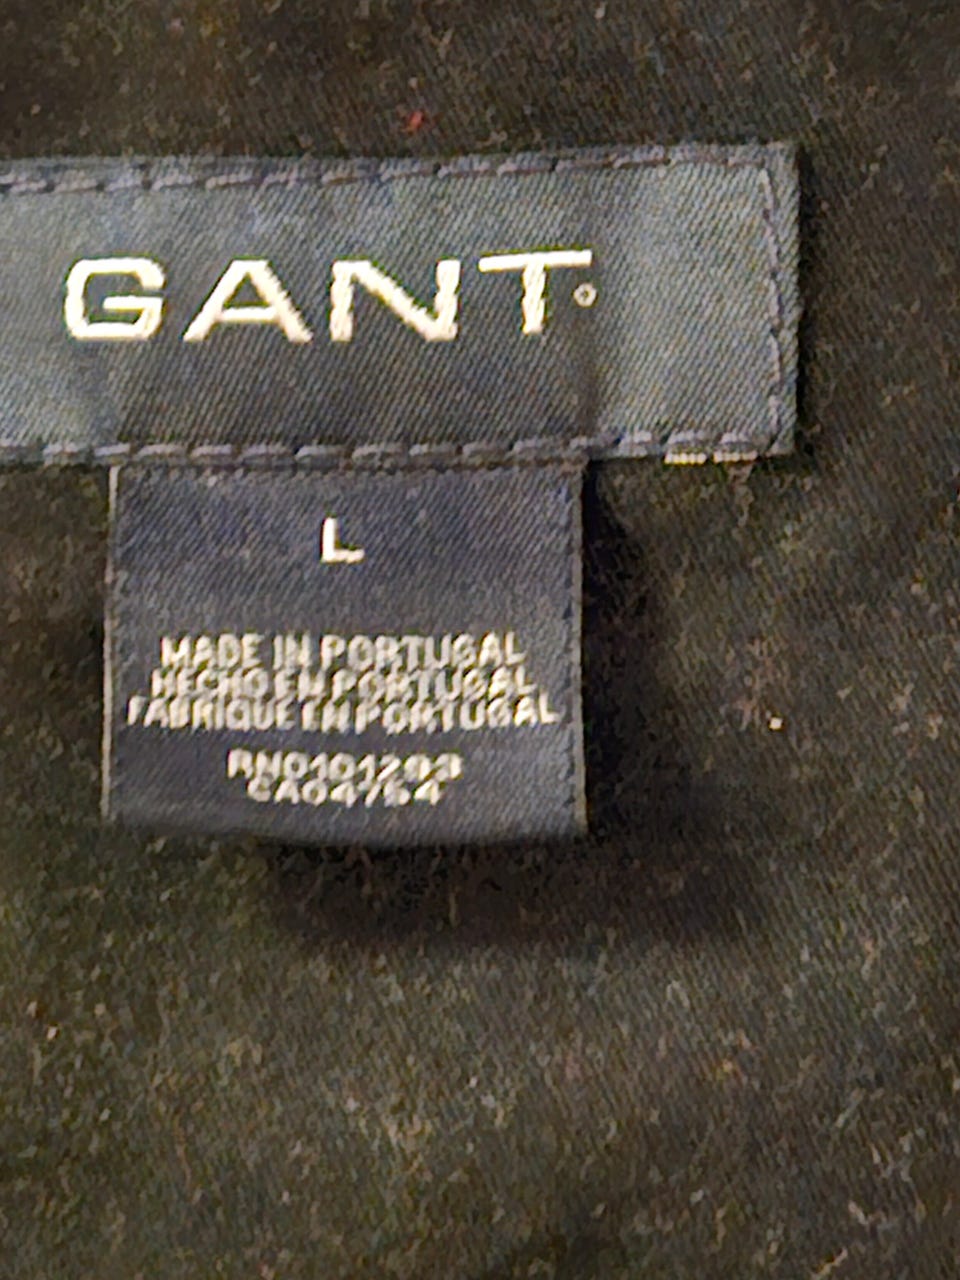 GANT
L
MADE IN PORTUGAL
HECHO EN PORTUGAL
FABRIQUE EN PORTUGAL
RN0101293
CA04754